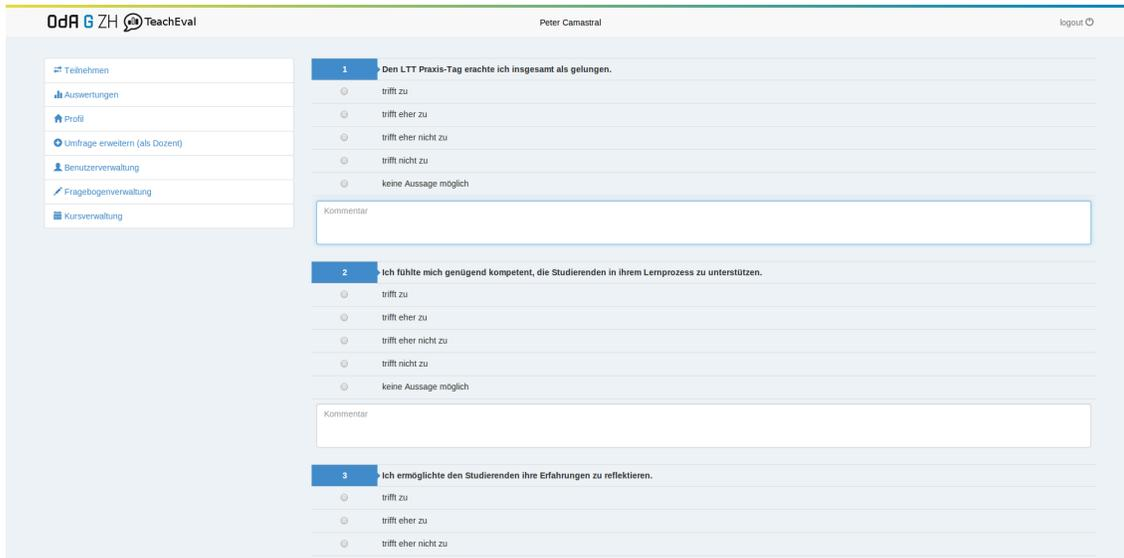 OdA G ZH TeachEval
Peter Camastral
logout
Teilnehmen
Auswertungen
Profil
Umfrage erweitern (als Dozent)
Benutzerverwaltung
Fragebogenverwaltung
Kursverwaltung
1 Den LTT Praxis-Tag erachte ich insgesamt als gelungen.
trifft zu
trifft eher zu
trifft eher nicht zu
trifft nicht zu
keine Aussage möglich
Kommentar
2 Ich fühlte mich genügend kompetent, die Studierenden in ihrem Lernprozess zu unterstützen.
trifft zu
trifft eher zu
trifft eher nicht zu
trifft nicht zu
keine Aussage möglich
Kommentar
3 Ich ermöglichte den Studierenden ihre Erfahrungen zu reflektieren.
trifft zu
trifft eher zu
trifft eher nicht zu